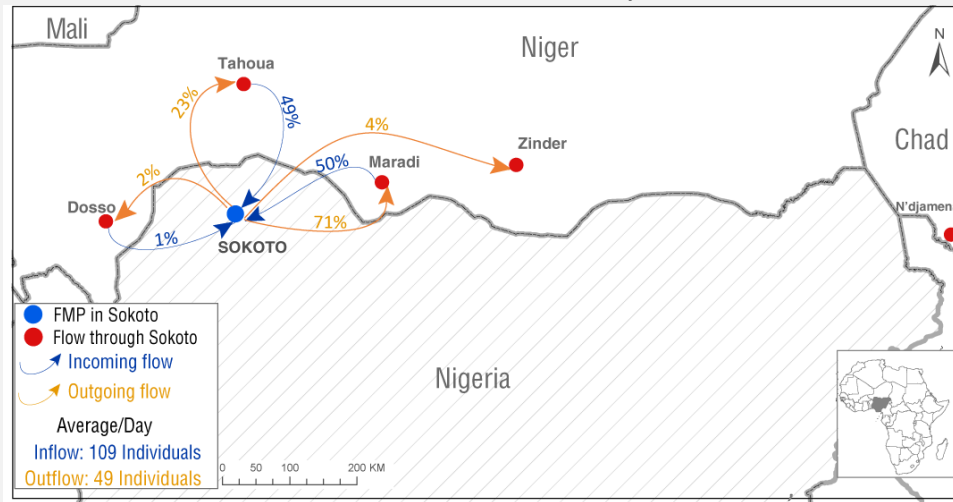 Mali
Niger
N
Tahoua
23%
49%
4%
Zinder
Chad
Maradi
50%
2%
Dosso
N'djamena
1%
SOKOTO
71%
FMP in Sokoto
Flow through Sokoto
Incoming flow
Outgoing flow
Average/Day
Inflow: 109 Individuals
Outflow: 49 Individuals
Nigeria
0 50 100 200 KM